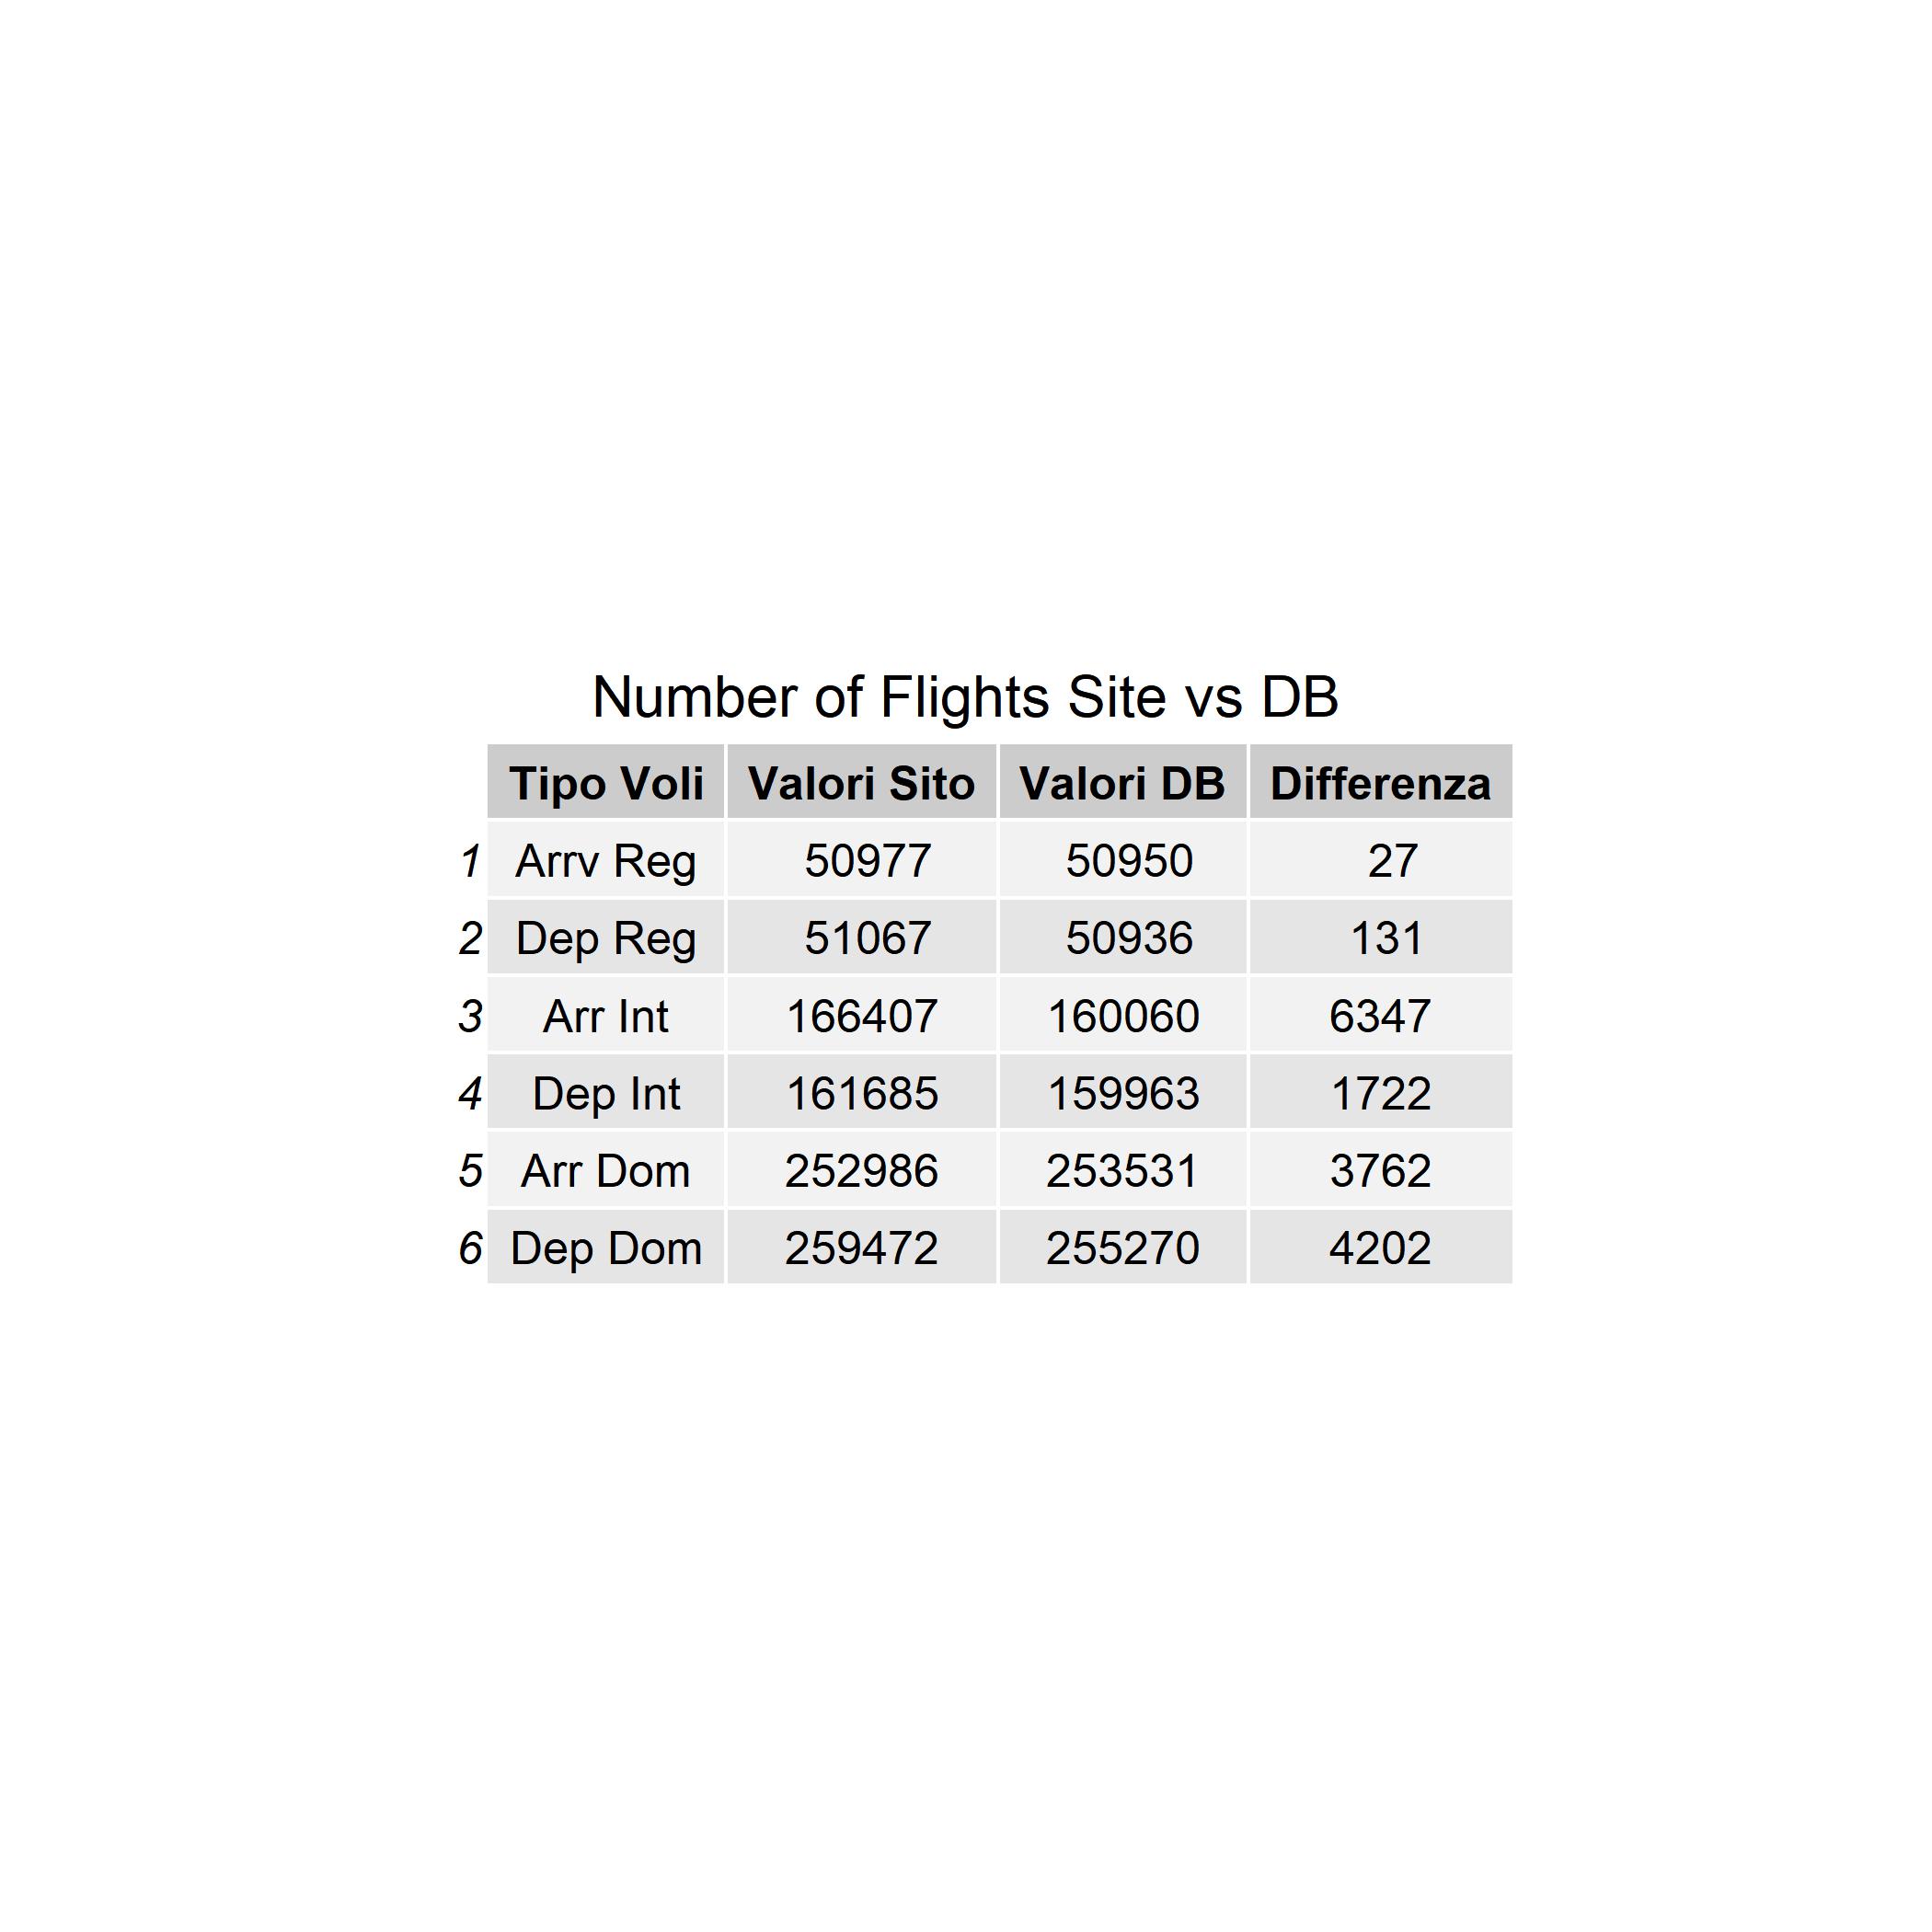 Number of Flights Site vs DB
Tipo Voli Valori Sito Valori DB Differenza
1 Arrv Reg 50977 50950 27
2 Dep Reg 51067 50936 131
3 Arr Int 166407 160060 6347
4 Dep Int 161685 159963 1722
5 Arr Dom 252986 253531 3762
6 Dep Dom 259472 255270 4202